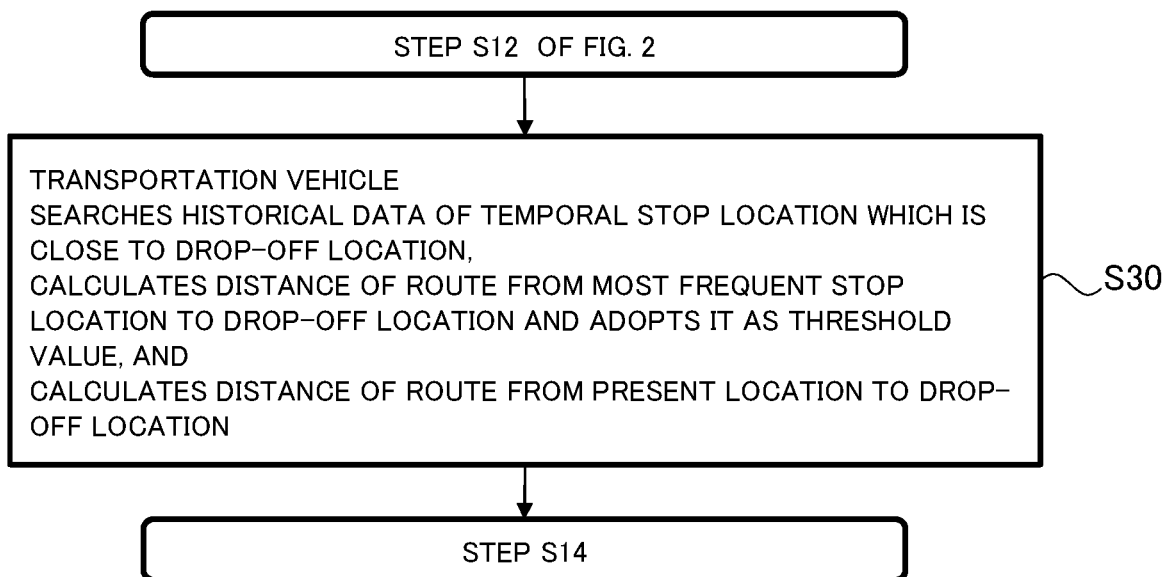 STEP S12 OF FIG. 2
TRANSPORTATION VEHICLE
SEARCHES HISTORICAL DATA OF TEMPORAL STOP LOCATION WHICH IS
CLOSE TO DROP-OFF LOCATION,
CALCULATES DISTANCE OF ROUTE FROM MOST FREQUENT STOP
LOCATION TO DROP-OFF LOCATION AND ADOPTS IT AS THRESHOLD
VALUE, AND
CALCULATES DISTANCE OF ROUTE FROM PRESENT LOCATION TO DROP-
OFF LOCATION
S30
STEP S14